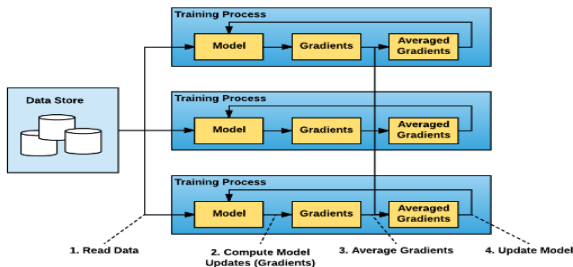 Training Process
Model
Gradients
Averaged
Gradients
Data Store
Training Process
Model
Gradients
Averaged
Gradients
Training Process
Model
Gradients
Averaged
Gradients
1. Read Data
2. Compute Model
Updates (Gradients)
3. Average Gradients
4. Update Model